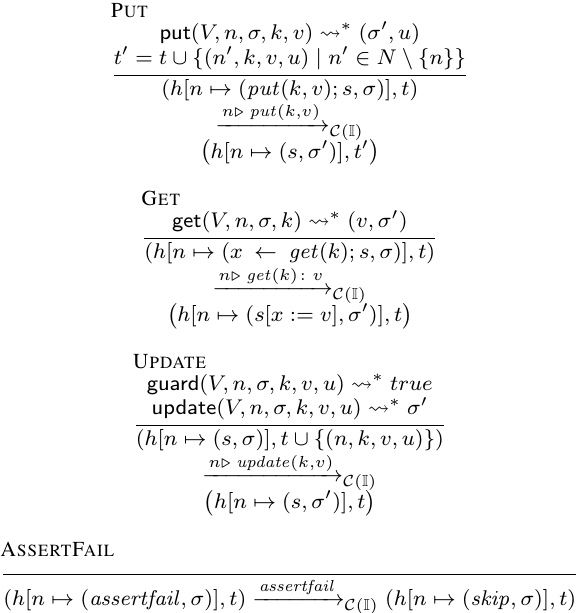 PUT
put(V, n, σ, k, v) ⇝* (σ′, u)
t′ = t ∪ {(n′, k, v, u) | n′ ∈ N \ {n}}
(h[n ↦ (put(k, v); s, σ)], t)
n▷ put(k,v)
⟶C(𝕀)
(h[n ↦ (s, σ′)], t′)
GET
get(V, n, σ, k) ⇝* (v, σ′)
(h[n ↦ (x ← get(k); s, σ)], t)
n▷ get(k): v
⟶C(𝕀)
(h[n ↦ (s[x := v], σ′)], t)
UPDATE
guard(V, n, σ, k, v, u) ⇝* true
update(V, n, σ, k, v, u) ⇝* σ′
(h[n ↦ (s, σ)], t ∪ {(n, k, v, u)})
n▷ update(k,v)
⟶C(𝕀)
(h[n ↦ (s, σ′)], t)
ASSERTFAIL
(h[n ↦ (assertfail, σ)], t) assertfail⟶C(𝕀) (h[n ↦ (skip, σ)], t)